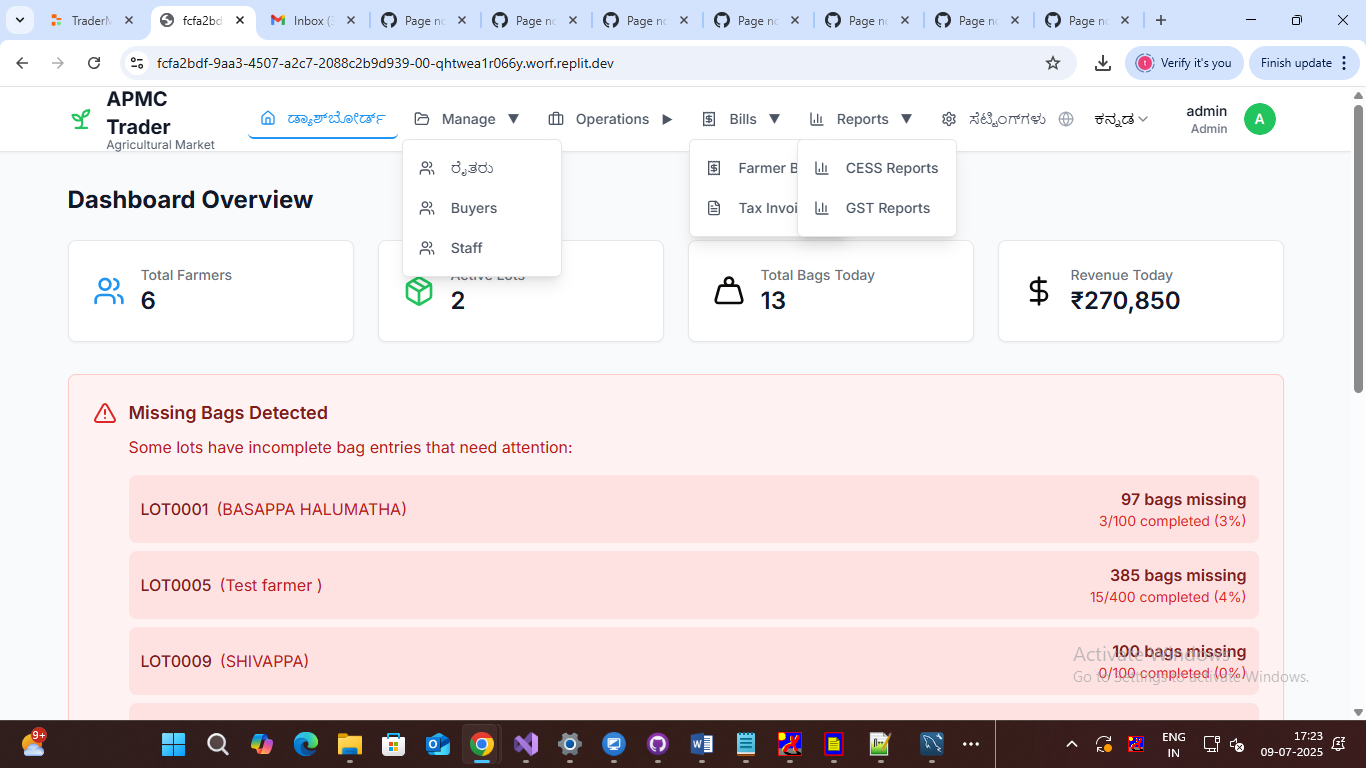 TraderM
fcfa2bd
Inbox (3
Page no
Page no
Page no
Page no
Page no
Page no
Page no
fcfa2bdf-9aa3-4507-a2c7-2088c2b9d939-00-qhtwea1r066y.worf.replit.dev
Verify it's you
Finish update
APMC Trader
Agricultural Market
ಡ್ಯಾಶ್‌ಬೋರ್ಡ್
Manage
Operations
Bills
Reports
ಸೆಟ್ಟಿಂಗ್‌ಗಳು
ಕನ್ನಡ
admin
Admin
A
ರೈತರು
Buyers
Staff
Farmer B
Tax Invoi
CESS Reports
GST Reports
Dashboard Overview
Total Farmers
6
Active Lots
2
Total Bags Today
13
Revenue Today
₹270,850
Missing Bags Detected
Some lots have incomplete bag entries that need attention:
LOT0001 (BASAPPA HALUMATHA)
97 bags missing
3/100 completed (3%)
LOT0005 (Test farmer )
385 bags missing
15/400 completed (4%)
LOT0009 (SHIVAPPA)
100 bags missing
0/100 completed (0%)
Activate Windows
Go to Settings to activate Windows.
9+
ENG
IN
17:23
09-07-2025